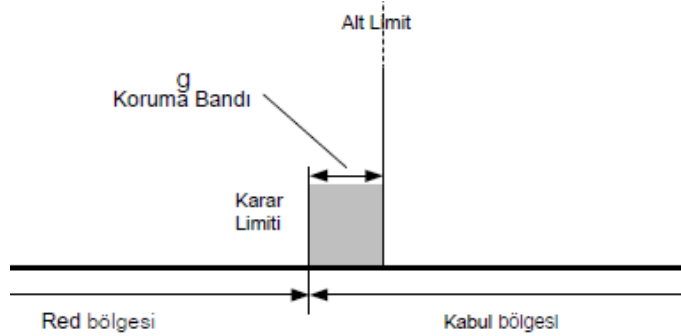 Alt Limit
g
Koruma Bandı
Karar
Limiti
Red bölgesi
Kabul bölgesi